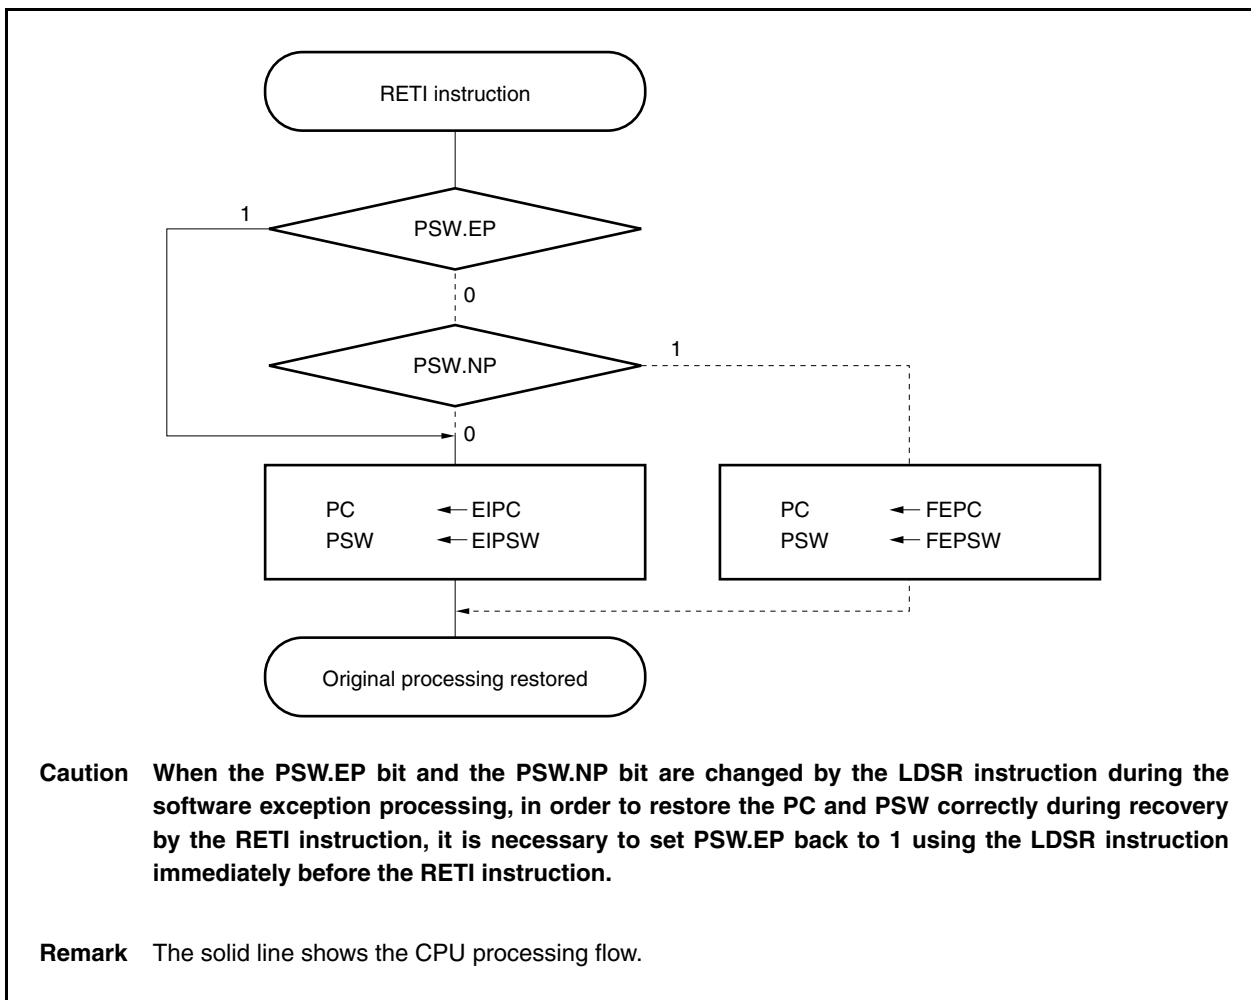 RETI instruction
1
PSW.EP
0
1
PSW.NP
0
PC ← EIPC
PSW ← EIPSW
PC ← FEPC
PSW ← FEPSW
Original processing restored
Caution When the PSW.EP bit and the PSW.NP bit are changed by the LDSR instruction during the
software exception processing, in order to restore the PC and PSW correctly during recovery
by the RETI instruction, it is necessary to set PSW.EP back to 1 using the LDSR instruction
immediately before the RETI instruction.
Remark The solid line shows the CPU processing flow.